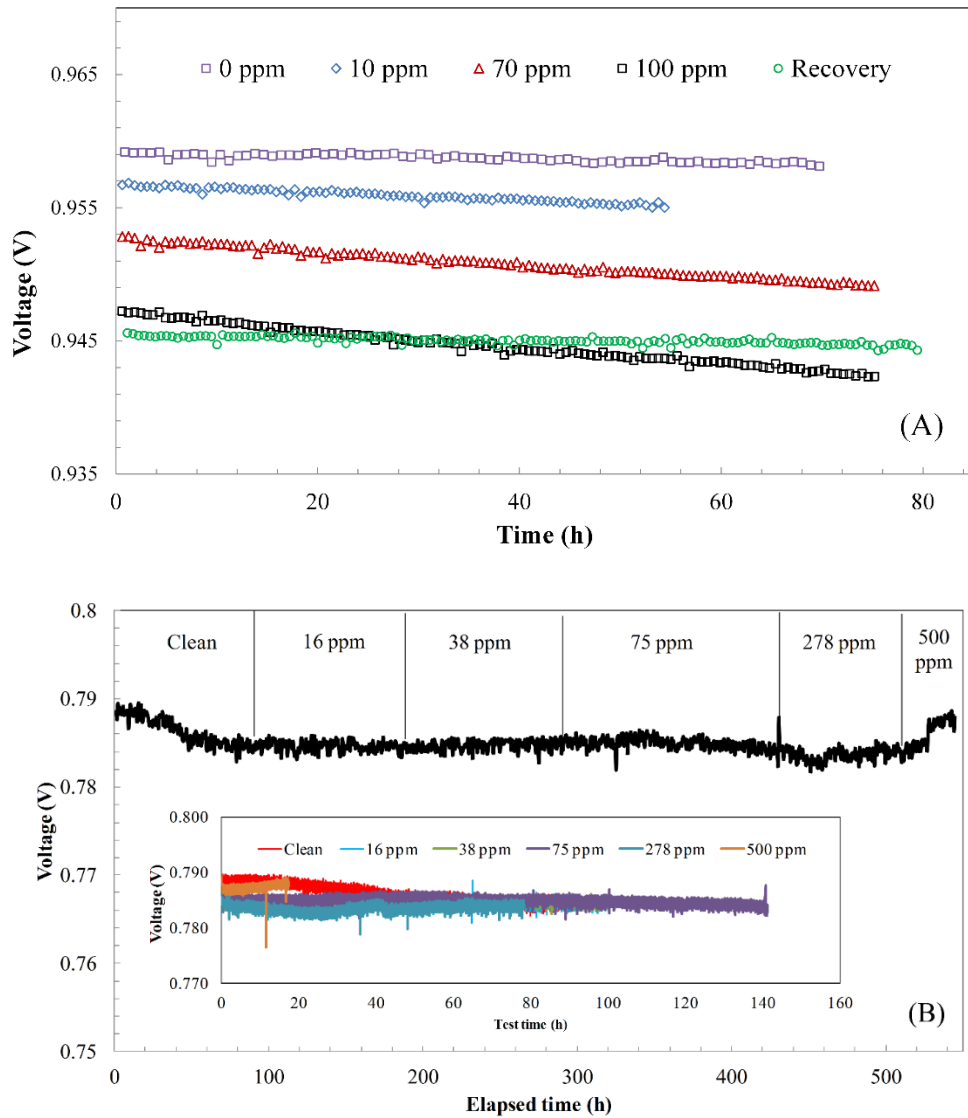 0.965
0 ppm 10 ppm 70 ppm 100 ppm Recovery
0.955
Voltage (V)
0.945
(A)
0.935
0 20 40 60 80
Time (h)
0.8
Clean 16 ppm 38 ppm 75 ppm 278 ppm 500 ppm
0.79
0.78
Voltage (V)
0.77
0.76
0.75
0.800
Clean 16 ppm 38 ppm 75 ppm 278 ppm 500 ppm
0.790
Voltage (V)
0.780
0.770
0 20 40 60 80 100 120 140 160
Test time (h)
(B)
0 100 200 300 400 500
Elapsed time (h)